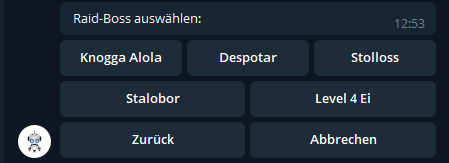 Raid-Boss auswählen:
12:53
Knogga Alola Despotar Stolloss
Stalobor Level 4 Ei
Zurück Abbrechen